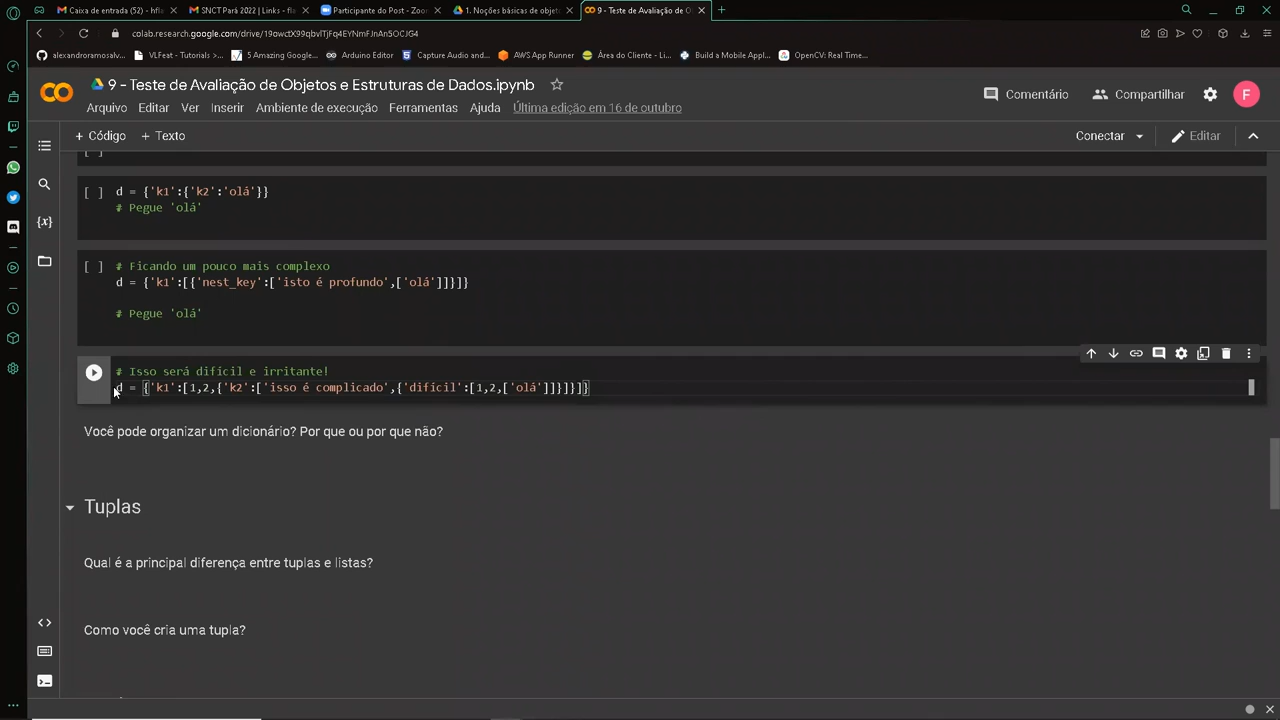 Caixa de entrada (52) - hfla
SNCT Pará 2022 | Links - fla
Participante do Post - Zoo
1. Noções básicas de objet
9 - Teste de Avaliação de O
colab.research.google.com/drive/
alexandroramosalv...
VLFeat - Tutorials >...
5 Amazing Google...
Arduino Editor
Capture Audio and...
AWS App Runner
Área do Cliente - Li...
Build a Mobile Appl...
OpenCV: Real Time...
9 - Teste de Avaliação de Objetos e Estruturas de Dados.ipynb
Comentário
Compartilhar
F
Arquivo Editar Ver Inserir Ambiente de execução Ferramentas Ajuda Última edição em 16 de outubro
+ Código + Texto
Conectar
Editar
[ ]
[ ] d = {'k1':{'k2':'olá'}}
# Pegue 'olá'
[ ] # Ficando um pouco mais complexo
d = {'k1':[{'nest_key':['isto é profundo',['olá']]}]}
# Pegue 'olá'
{x}
# Isso será difícil e irritante!
d = {'k1':[1,2,{'k2':['isso é complicado',{'difícil':[1,2,['olá']]}]}]}
Você pode organizar um dicionário? Por que ou por que não?
Tuplas
Qual é a principal diferença entre tuplas e listas?
Como você cria uma tupla?